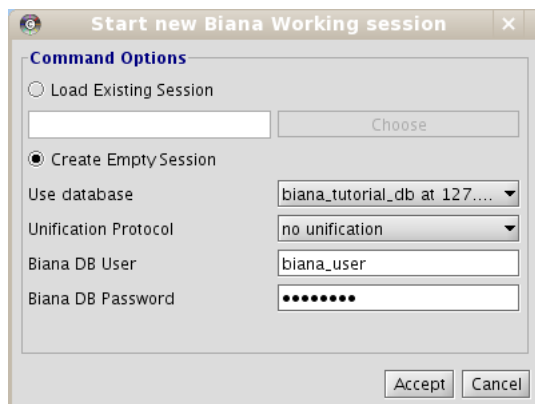 Start new Biana Working session
Command Options
Load Existing Session
Choose
Create Empty Session
Use database biana_tutorial_db at 127....
Unification Protocol no unification
Biana DB User biana_user
Biana DB Password ••••••••
Accept Cancel